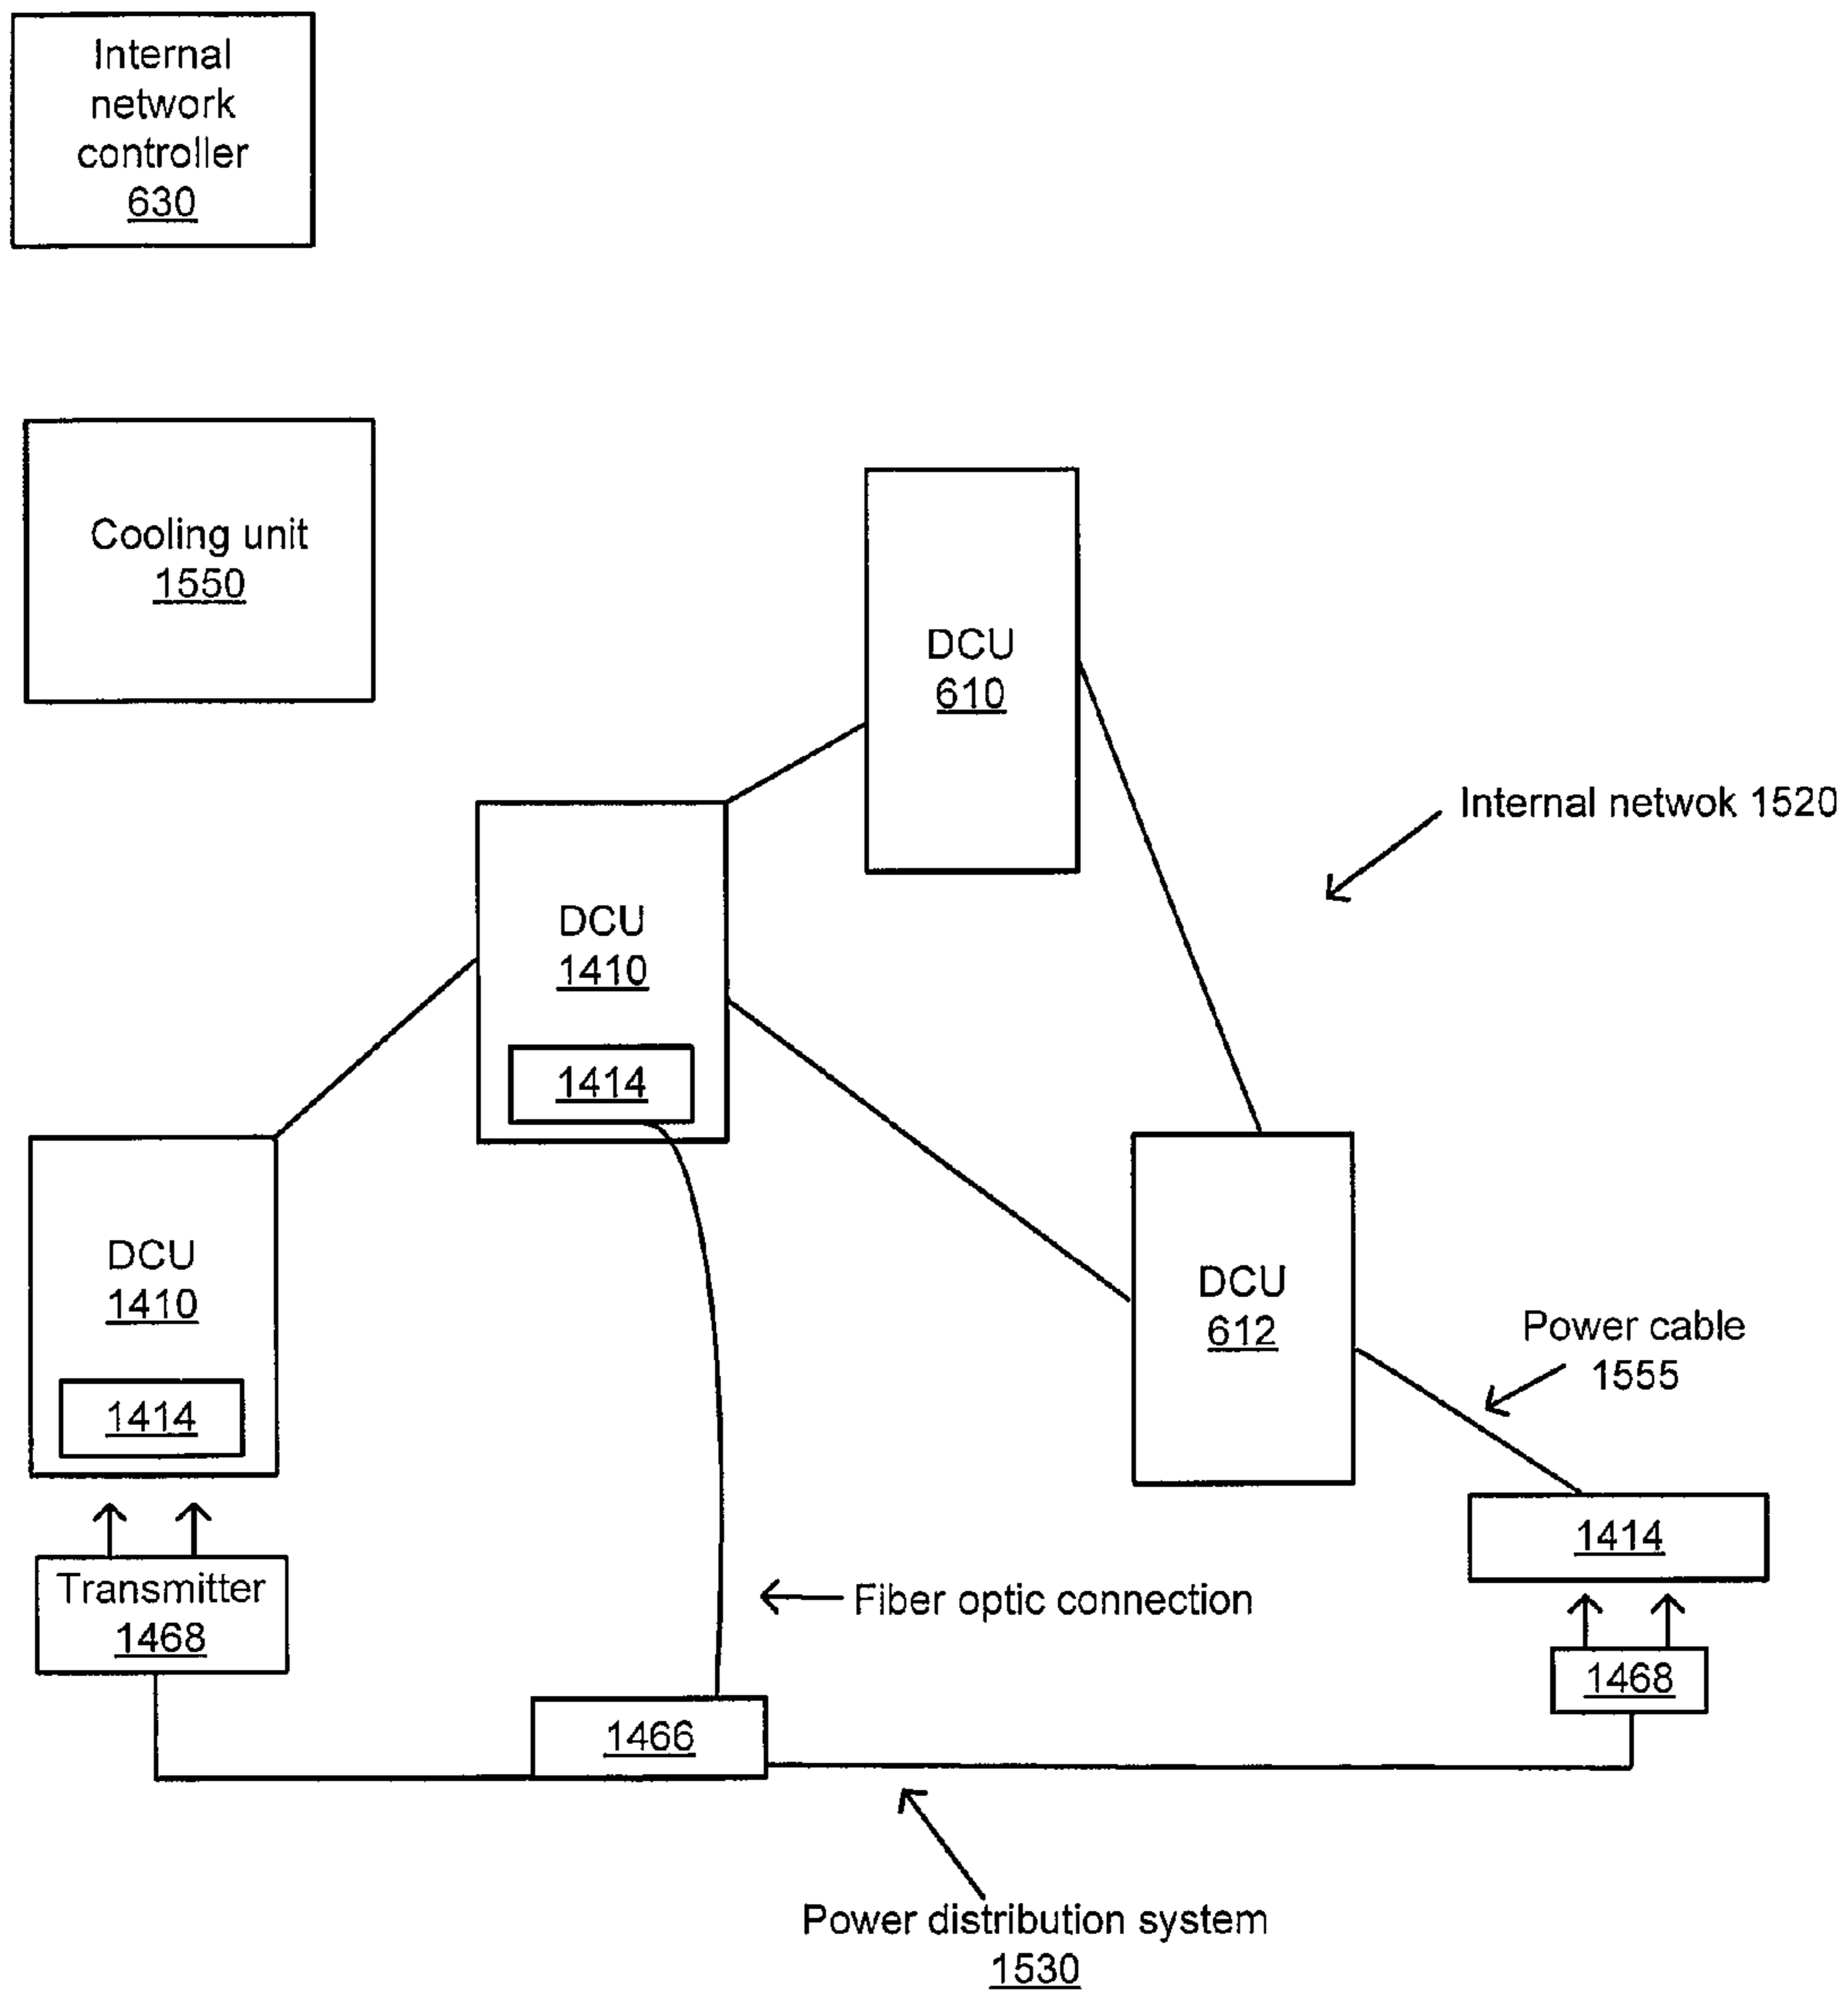 Internal
network
controller
630
Cooling unit
1550
DCU
610
Internal netwok 1520
DCU
1410
1414
DCU
1410
1414
DCU
612
Power cable
1555
1414
Transmitter
1468
Fiber optic connection
1468
1466
Power distribution system
1530